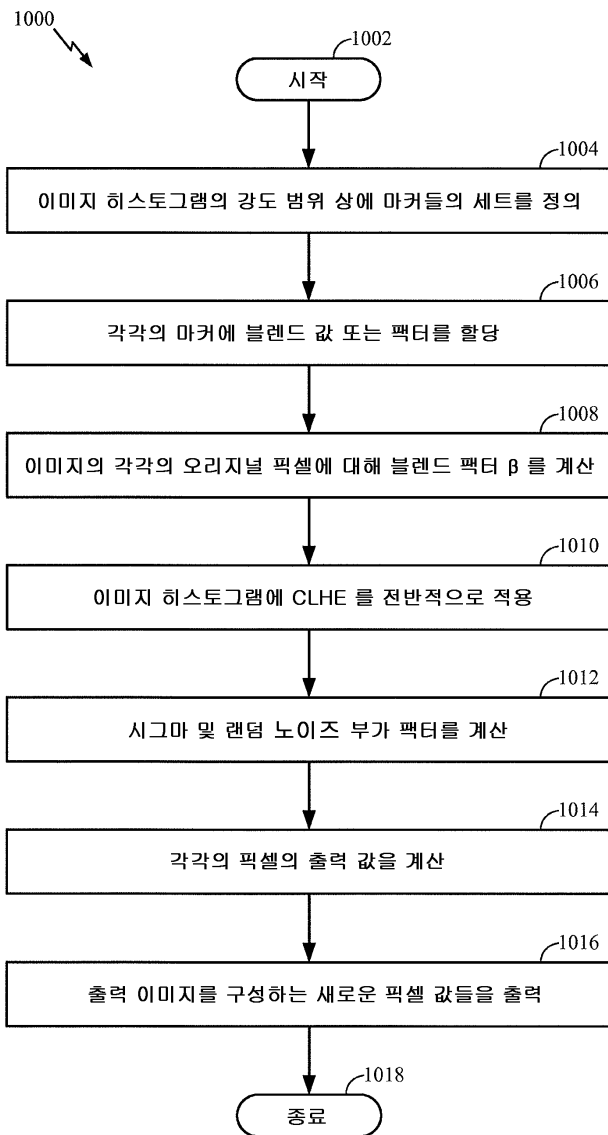 1000
1002
시작
1004
이미지 히스토그램의 강도 범위 상에 마커들의 세트를 정의
1006
각각의 마커에 블렌드 값 또는 팩터를 할당
1008
이미지의 각각의 오리지널 픽셀에 대해 블렌드 팩터 β 를 계산
1010
이미지 히스토그램에 CLHE 를 전반적으로 적용
1012
시그마 및 랜덤 노이즈 부가 팩터를 계산
1014
각각의 픽셀의 출력 값을 계산
1016
출력 이미지를 구성하는 새로운 픽셀 값들을 출력
1018
종료